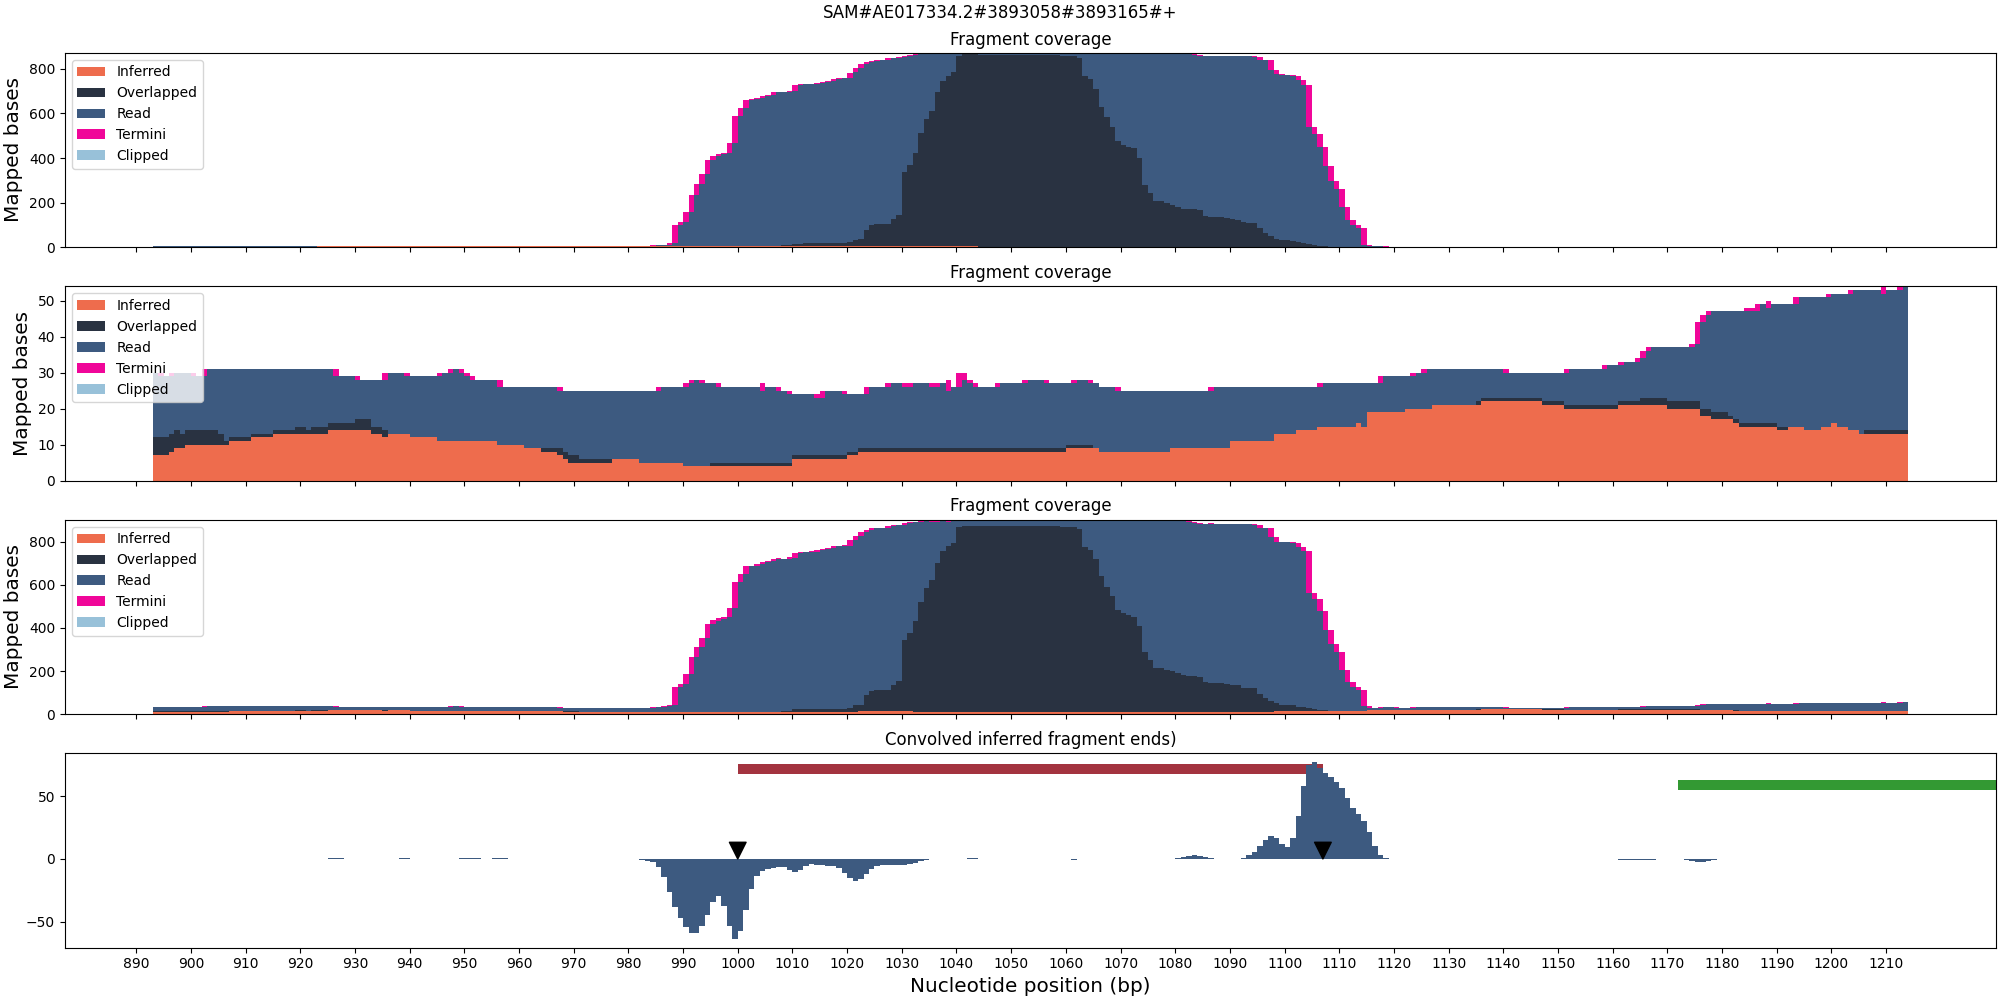 SAM#AE017334.2#3893058#3893165#+
Fragment coverage
Mapped bases
800
600
400
200
0
Inferred
Overlapped
Read
Termini
Clipped
Fragment coverage
Mapped bases
50
40
30
20
10
0
Inferred
Overlapped
Read
Termini
Clipped
Fragment coverage
Mapped bases
800
600
400
200
0
Inferred
Overlapped
Read
Termini
Clipped
Convolved inferred fragment ends)
50
0
−50
890 900 910 920 930 940 950 960 970 980 990 1000 1010 1020 1030 1040 1050 1060 1070 1080 1090 1100 1110 1120 1130 1140 1150 1160 1170 1180 1190 1200 1210
Nucleotide position (bp)